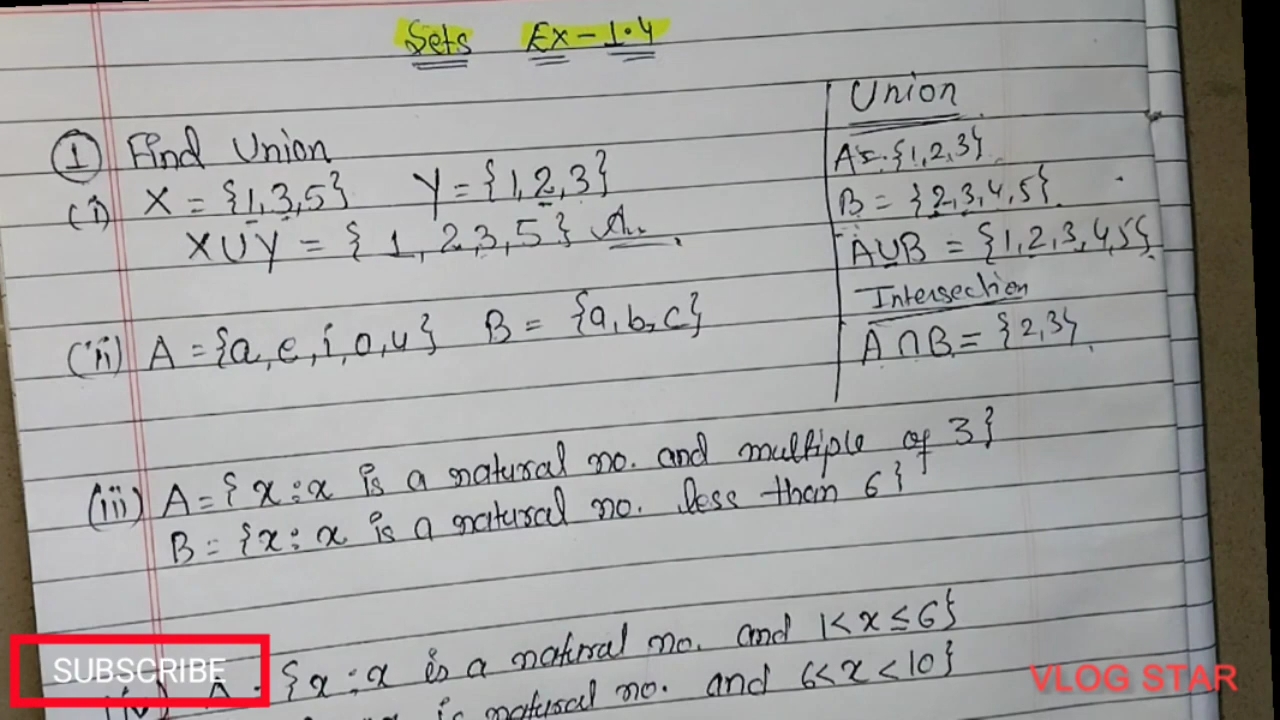 Sets Ex-1.4
① Find Union
(i) X = {1,3,5} Y = {1,2,3}
X∪Y = {1, 2,3,5} A.
(ii) A = {a,e,i,o,u} B = {a,b,c}
(iii) A = {x:x is a natural no. and multiple of 3}
B = {x:x is a natural no. less than 6}
(iv) A = {x:x is a natural no. and 1<x≤6}
is natural no. and 6<x<10}
Union
A = {1,2,3}
B = {2,3,4,5}.
A∪B = {1,2,3,4,5}
Intersection
A∩B = {2,3}
SUBSCRIBE
VLOG STAR